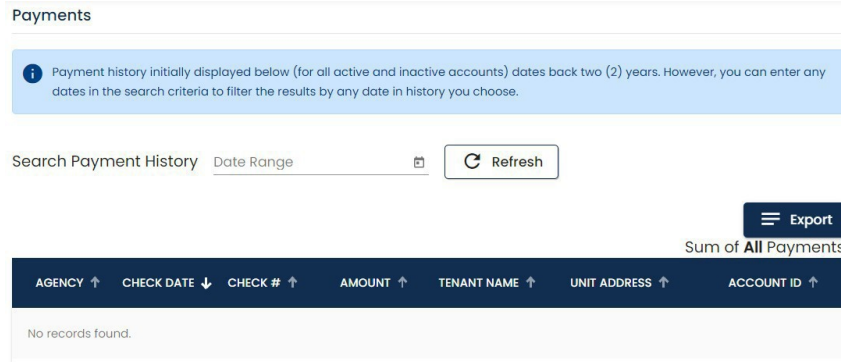 Payments
Payment history initially displayed below (for all active and inactive accounts) dates back two (2) years. However, you can enter any
dates in the search criteria to filter the results by any date in history you choose.
Search Payment History Date Range Refresh
Export
Sum of All Payments
AGENCY CHECK DATE CHECK # AMOUNT TENANT NAME UNIT ADDRESS ACCOUNT ID
No records found.